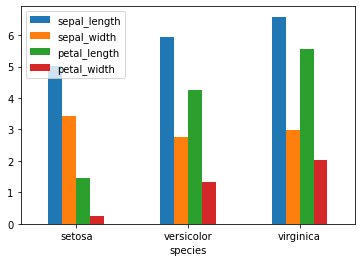 sepal_length
sepal_width
petal_length
petal_width
6
5
4
3
2
1
0
setosa versicolor virginica
species